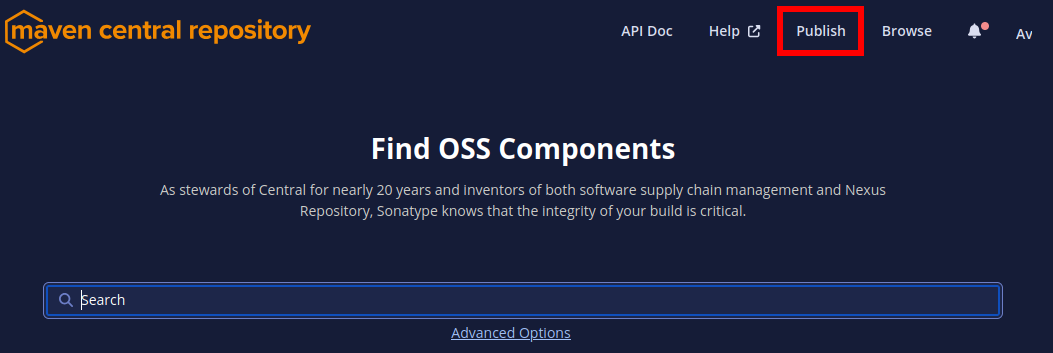 maven central repository
API Doc
Help
Publish
Browse
Av
Find OSS Components
As stewards of Central for nearly 20 years and inventors of both software supply chain management and Nexus
Repository, Sonatype knows that the integrity of your build is critical.
Search
Advanced Options